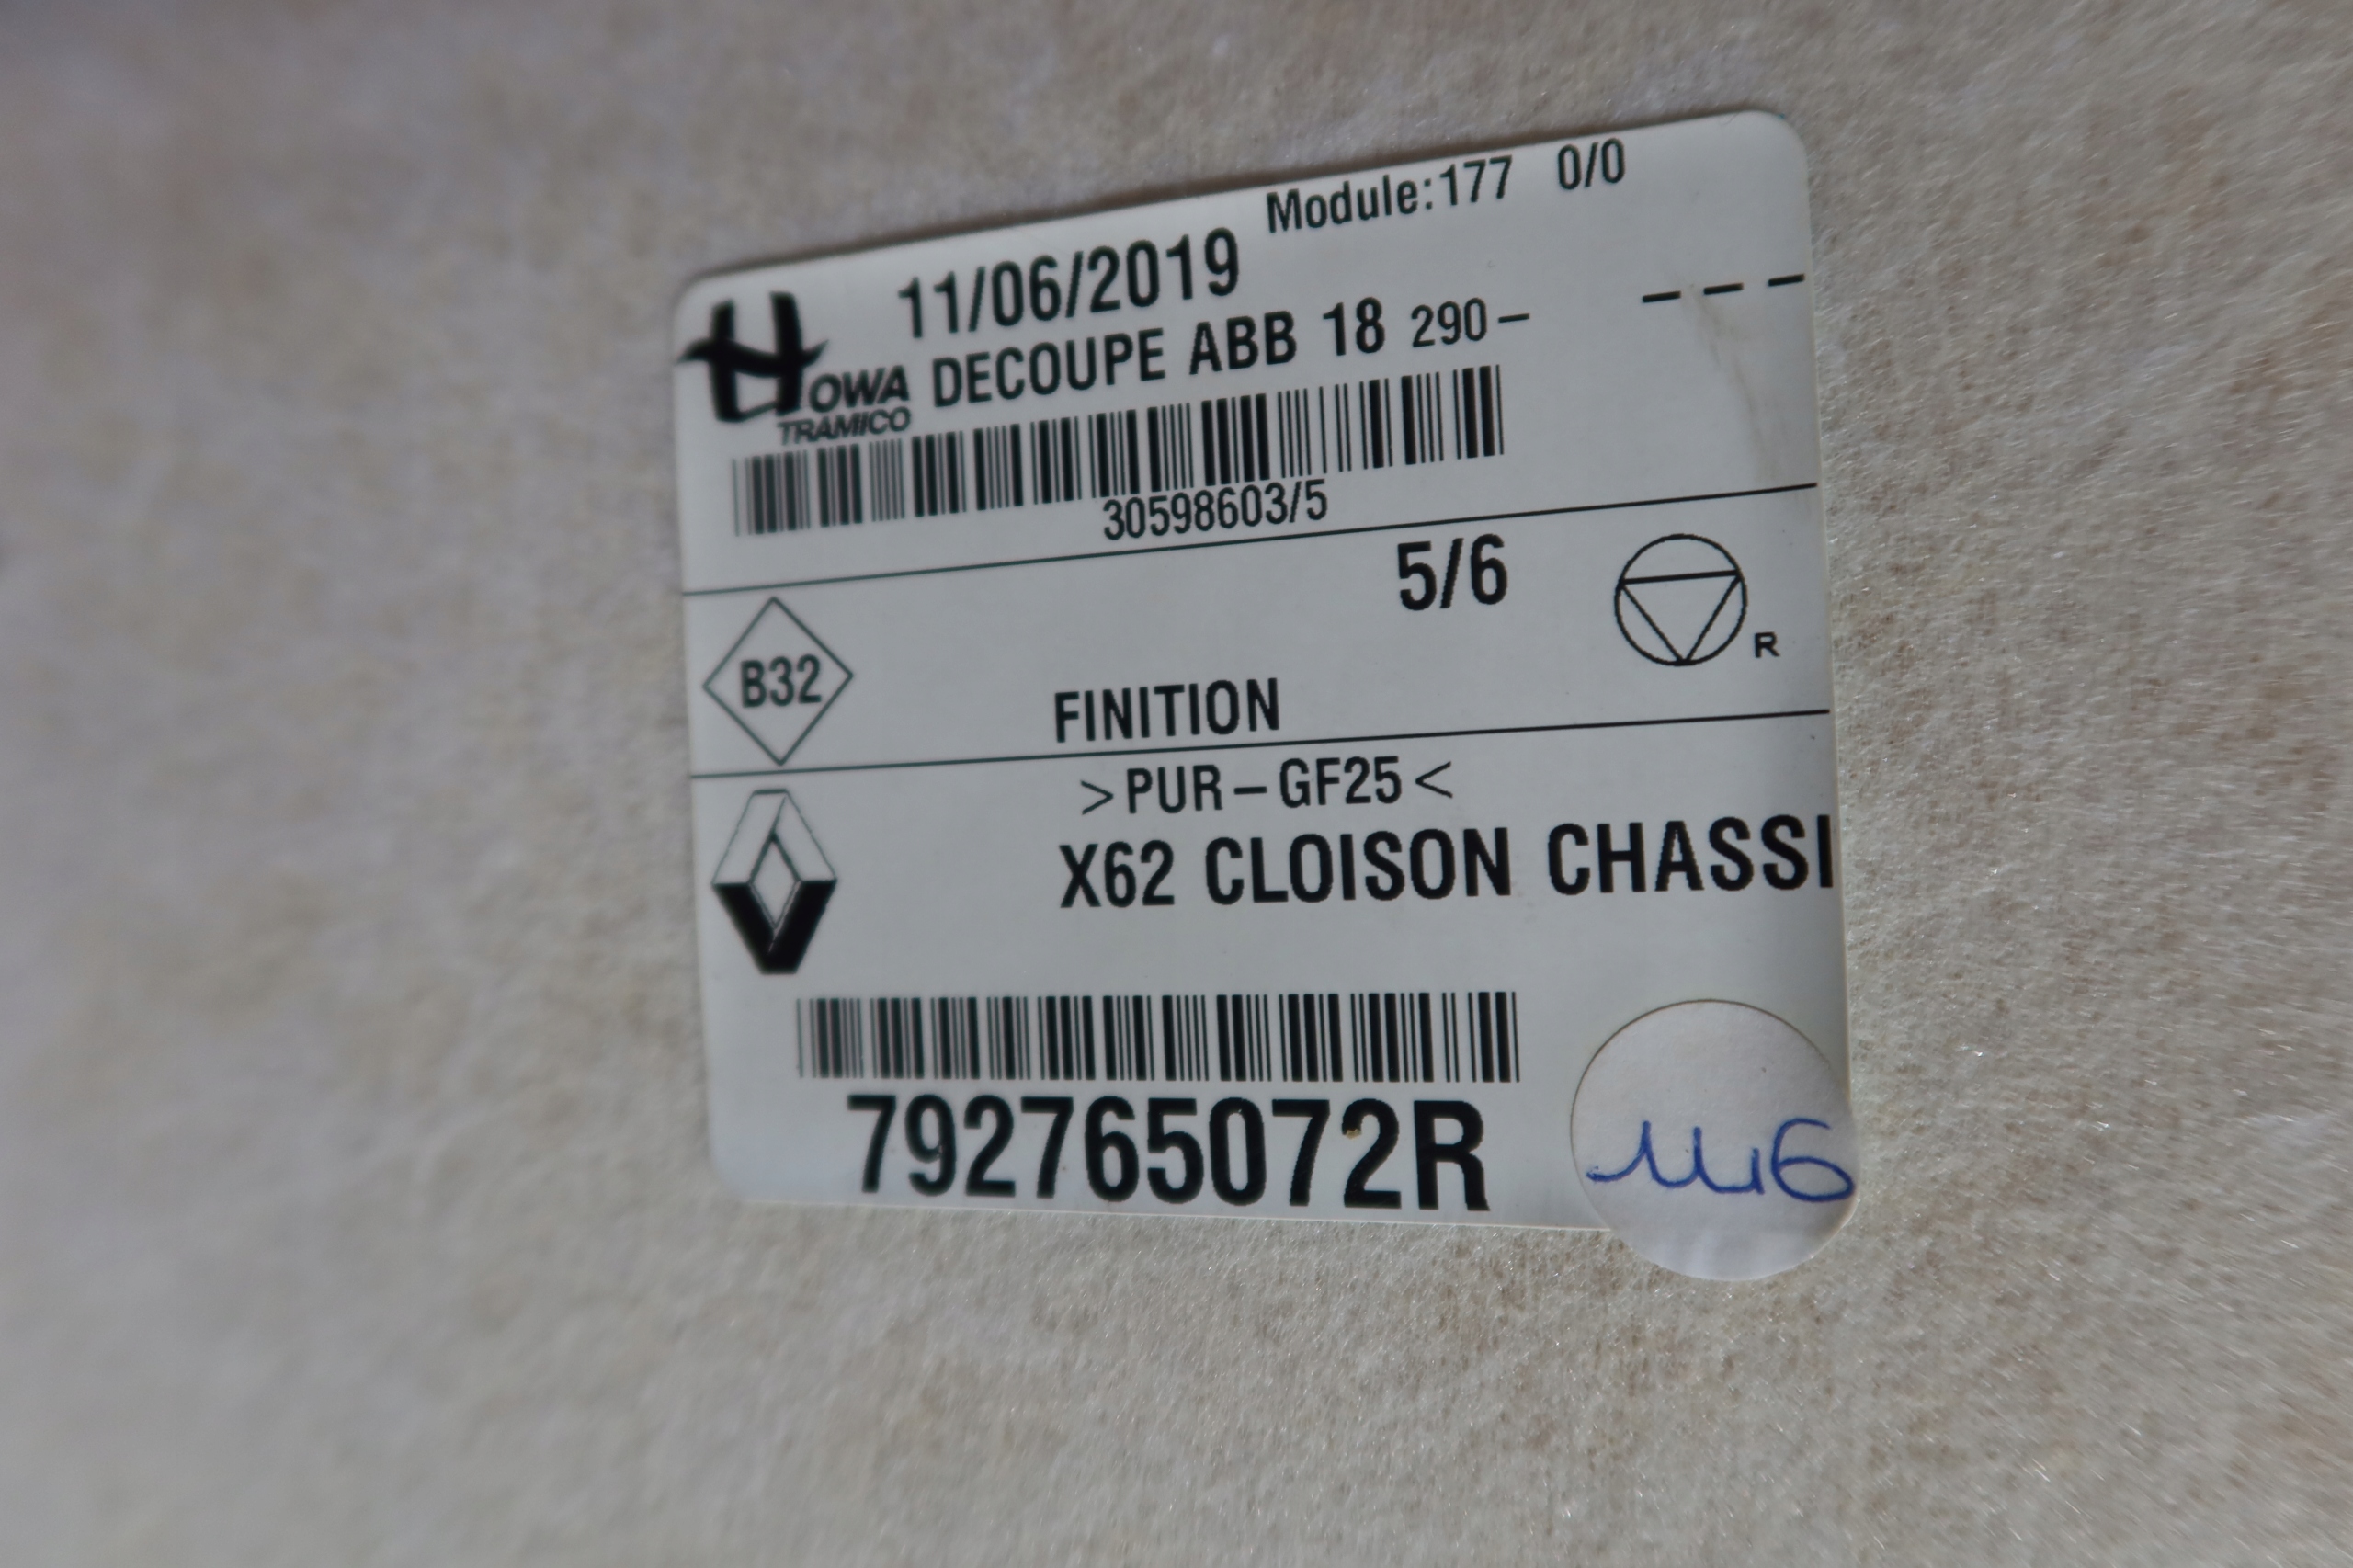 Module:177 0/0
11/06/2019
HOWA
TRAMICO
DECOUPE ABB 18 290-
---
30598603/5
5/6
R
B32
FINITION
>PUR-GF25<
X62 CLOISON CHASSI
792765072R